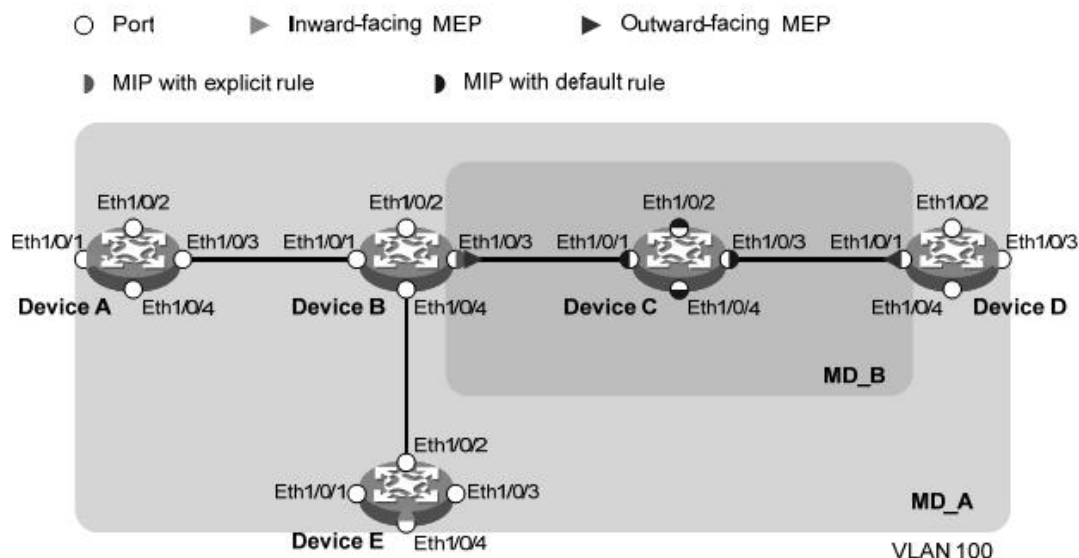 Port
Inward-facing MEP
Outward-facing MEP
MIP with explicit rule
MIP with default rule
Eth1/0/2
Eth1/0/2
Eth1/0/2
Eth1/0/2
Eth1/0/1
Eth1/0/3
Eth1/0/1
Eth1/0/3
Eth1/0/1
Eth1/0/3
Eth1/0/1
Eth1/0/3
Device A
Eth1/0/4
Device B
Eth1/0/4
Device C
Eth1/0/4
Eth1/0/4
Device D
MD_B
Eth1/0/2
Eth1/0/1
Eth1/0/3
MD_A
Device E
Eth1/0/4
VLAN 100